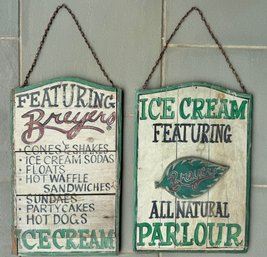 FEATURING
Breyers
CONES & SHAKES
• ICE CREAM SODAS
• FLOATS
• HOT WAFFLE
SANDWICHES
• SUNDAES
• PARTY CAKES
• HOT DOGS
ICE CREAM
ICE CREAM
FEATURING
Breyers
ALL NATURAL
PARLOUR